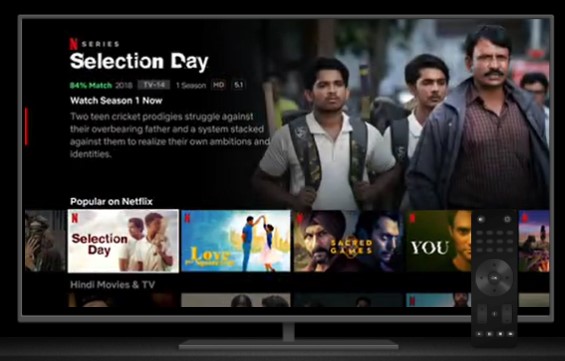 N SERIES
Selection Day
84% Match 2018 TV-14 1 Season HD 5.1
Watch Season 1 Now
Two teen cricket prodigies struggle against
their overbearing father and a system stacked
against them to realize their own ambitions and
identities.
Popular on Netflix
N N N N N
Selection
Day
Love
per Square Foot
SACRED
GAMES
YOU
Hindi Movies & TV